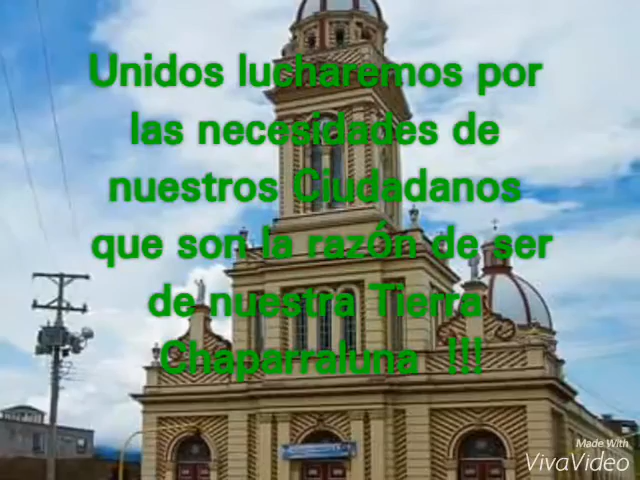 Unidos lucharemos por
las necesidades de
nuestros Ciudadanos
que son la razón de ser
de nuestra Tierra
Chaparraluna !!!
Made With
VivaVideo